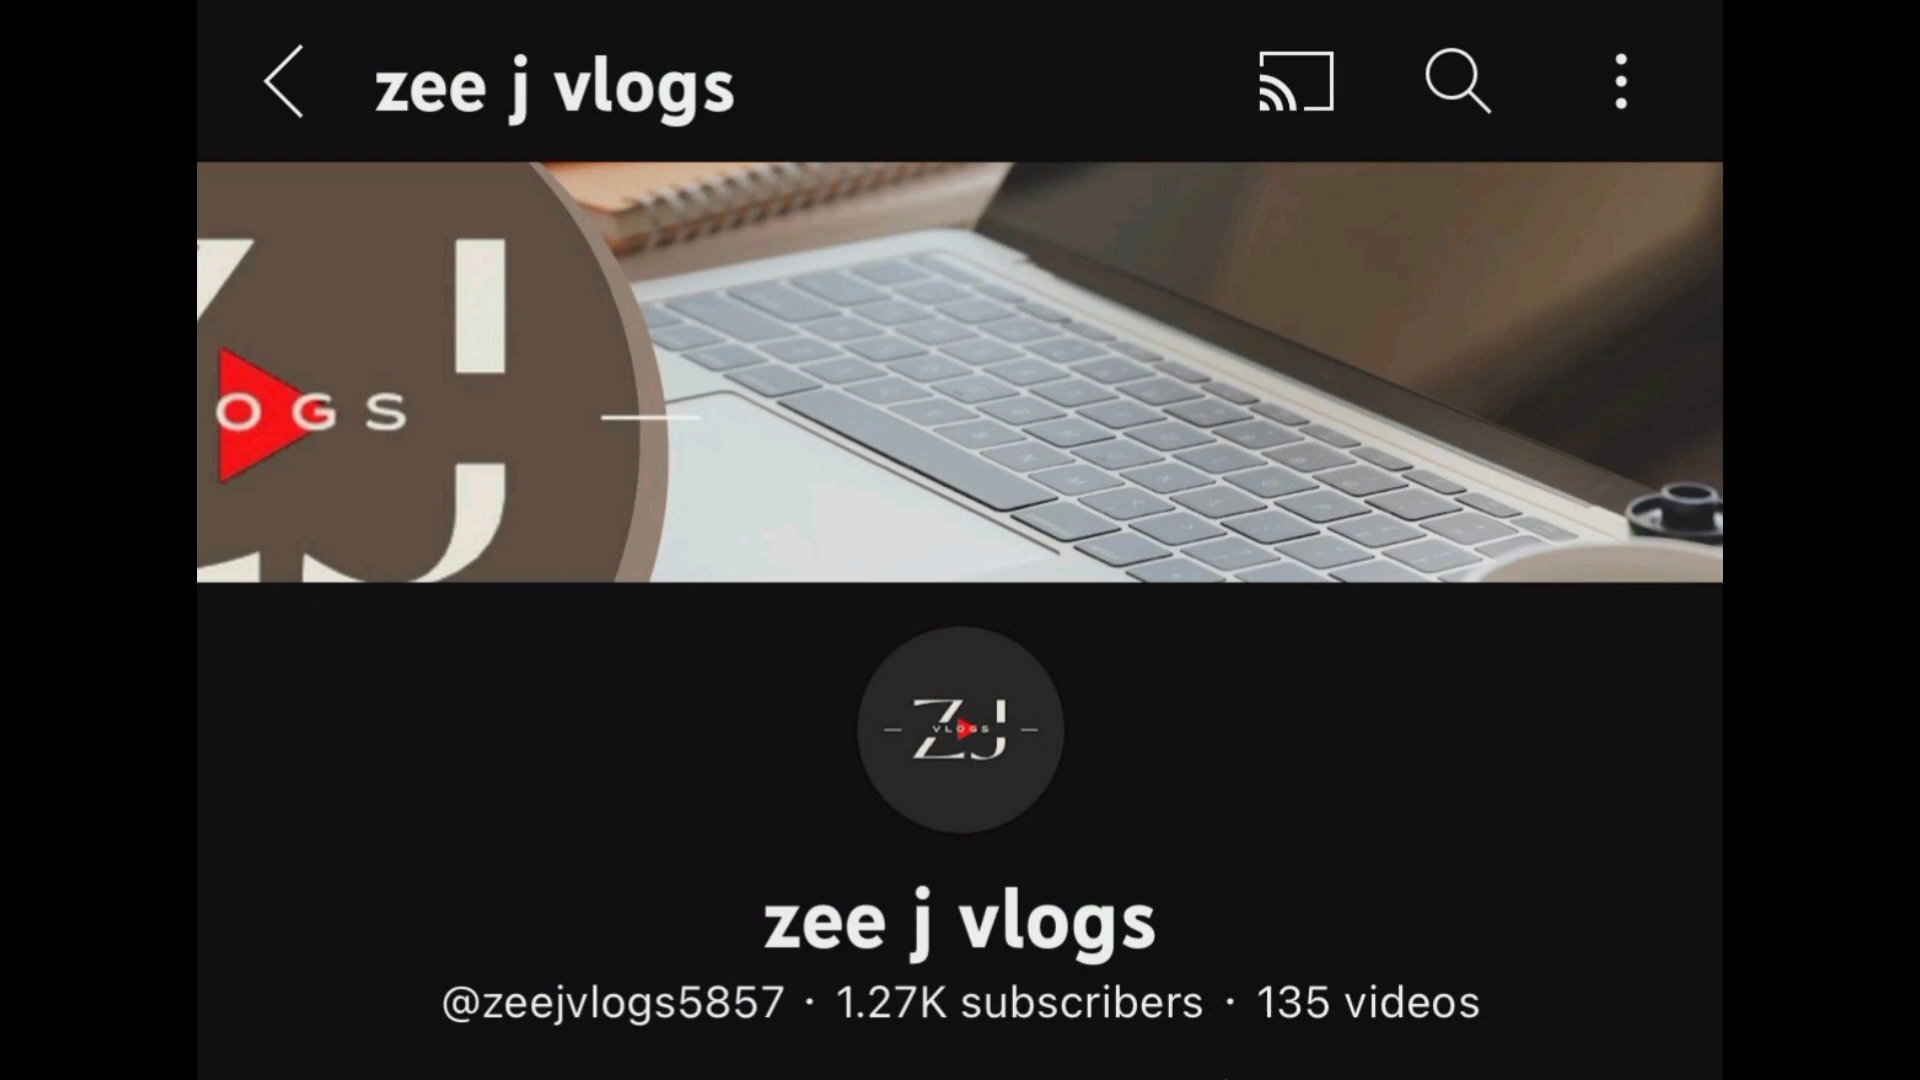 zee j vlogs
J
OGS
ZJ
VLOGS
zee j vlogs
@zeejvlogs5857 · 1.27K subscribers · 135 videos